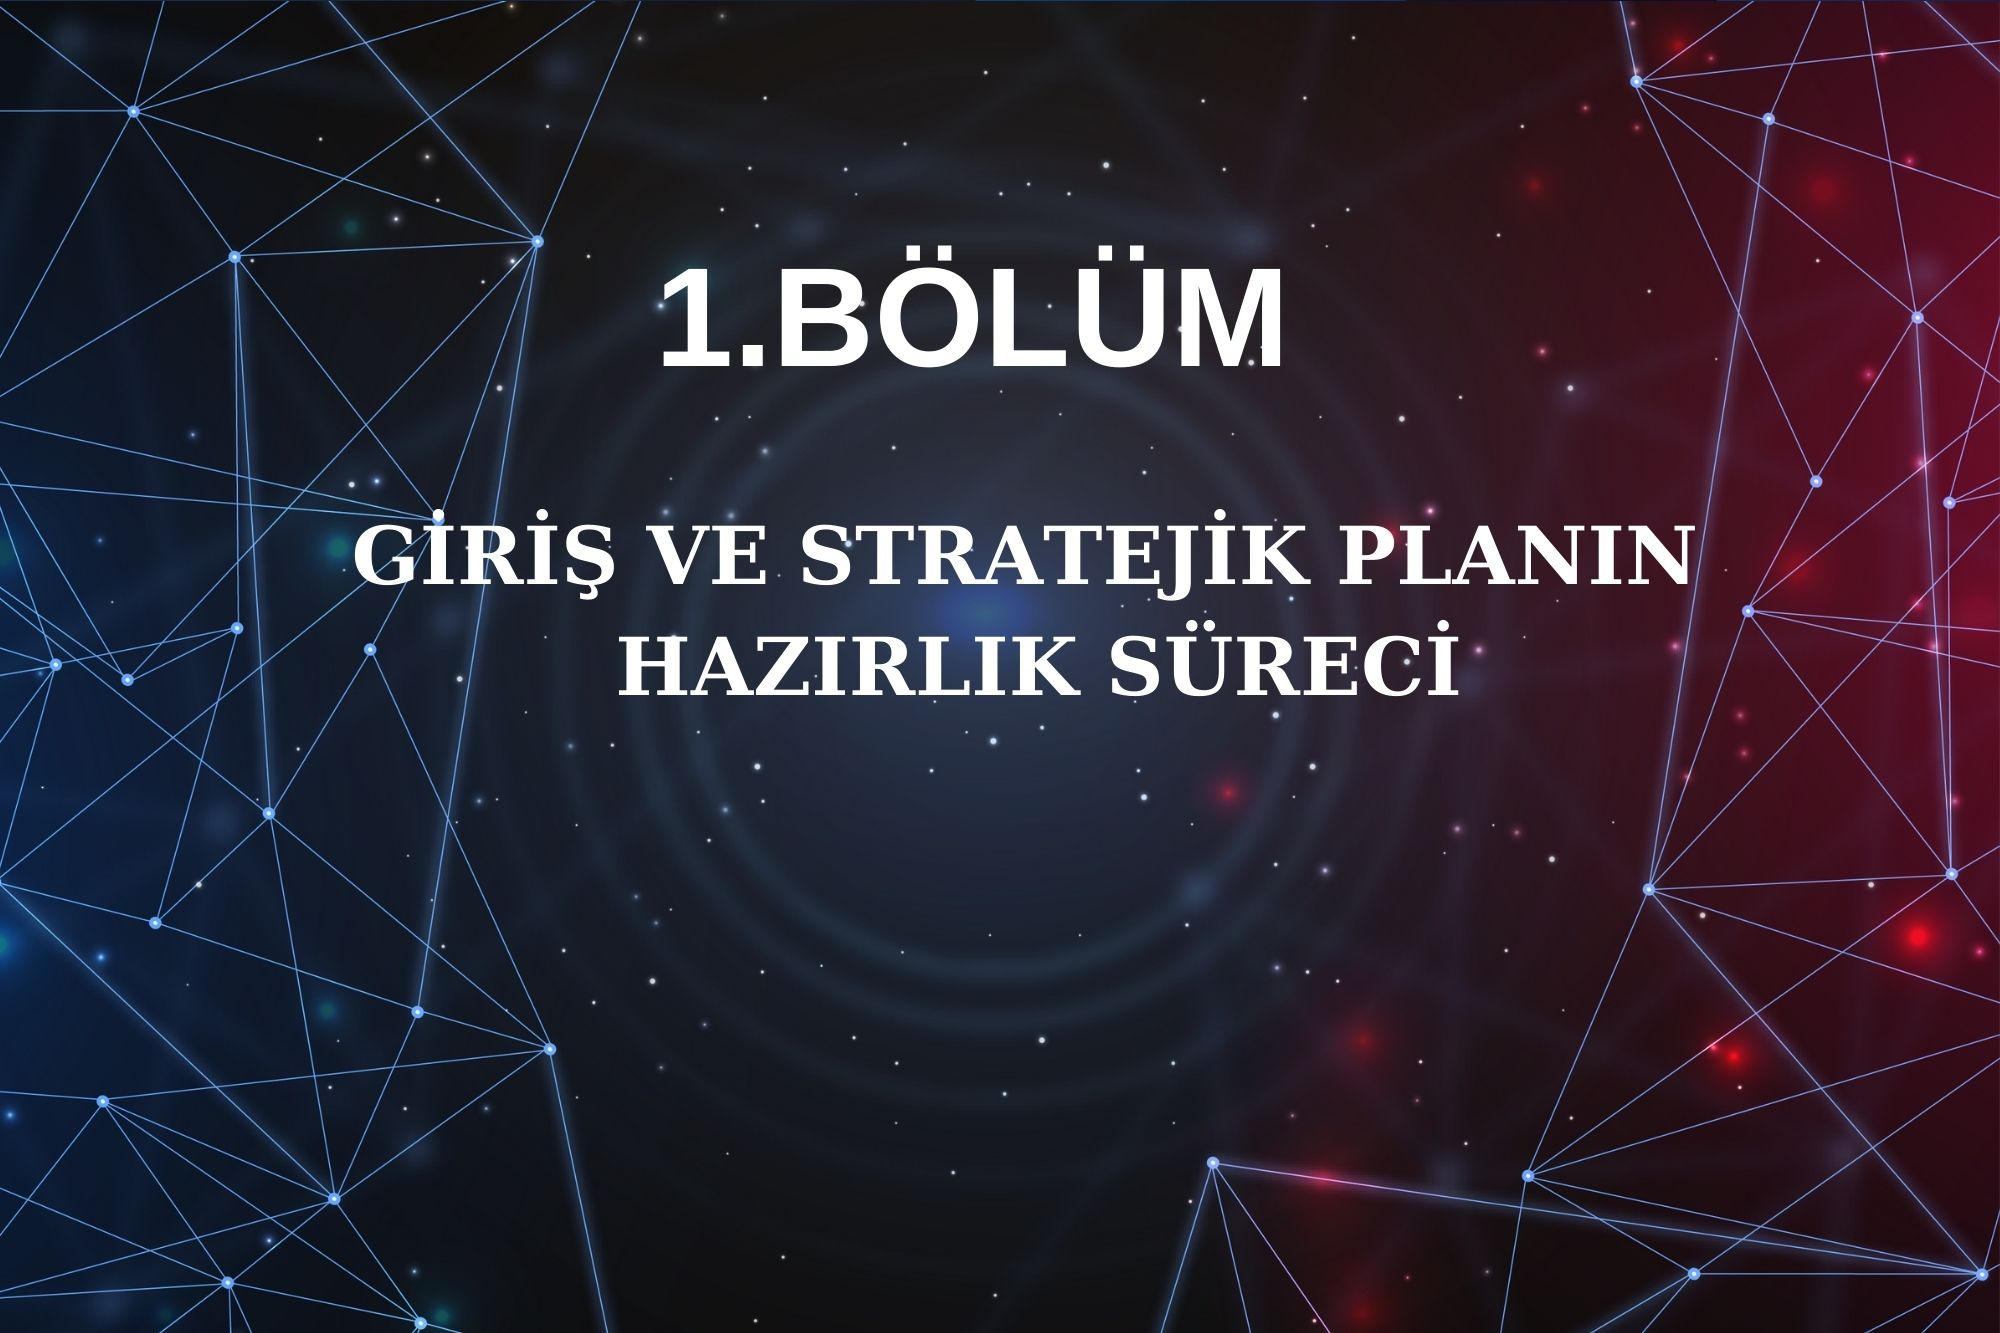 1.BÖLÜM
GİRİŞ VE STRATEJİK PLANIN
HAZIRLIK SÜRECİ